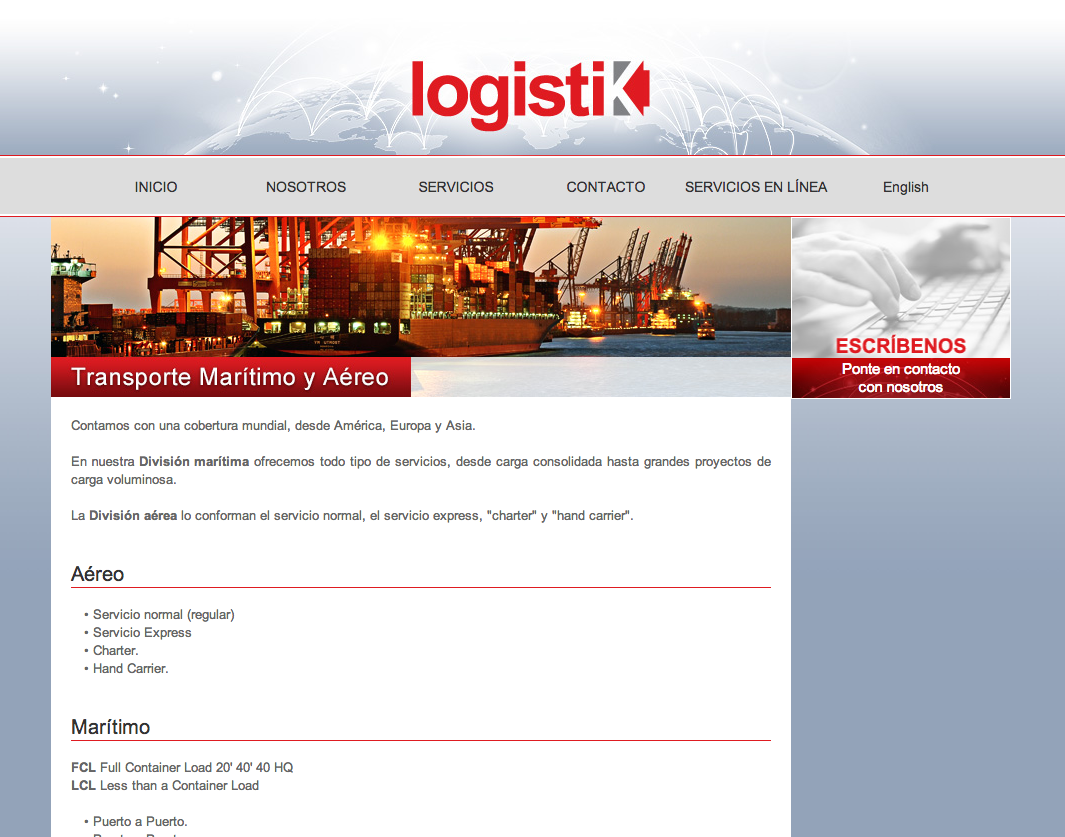 logistiK
INICIO NOSOTROS SERVICIOS CONTACTO SERVICIOS EN LÍNEA English
Transporte Marítimo y Aéreo
ESCRÍBENOS
Ponte en contacto
con nosotros
Contamos con una cobertura mundial, desde América, Europa y Asia.
En nuestra División marítima ofrecemos todo tipo de servicios, desde carga consolidada hasta grandes proyectos de
carga voluminosa.
La División aérea lo conforman el servicio normal, el servicio express, "charter" y "hand carrier".
Aéreo
• Servicio normal (regular)
• Servicio Express
• Charter.
• Hand Carrier.
Marítimo
FCL Full Container Load 20' 40' 40 HQ
LCL Less than a Container Load
• Puerto a Puerto.